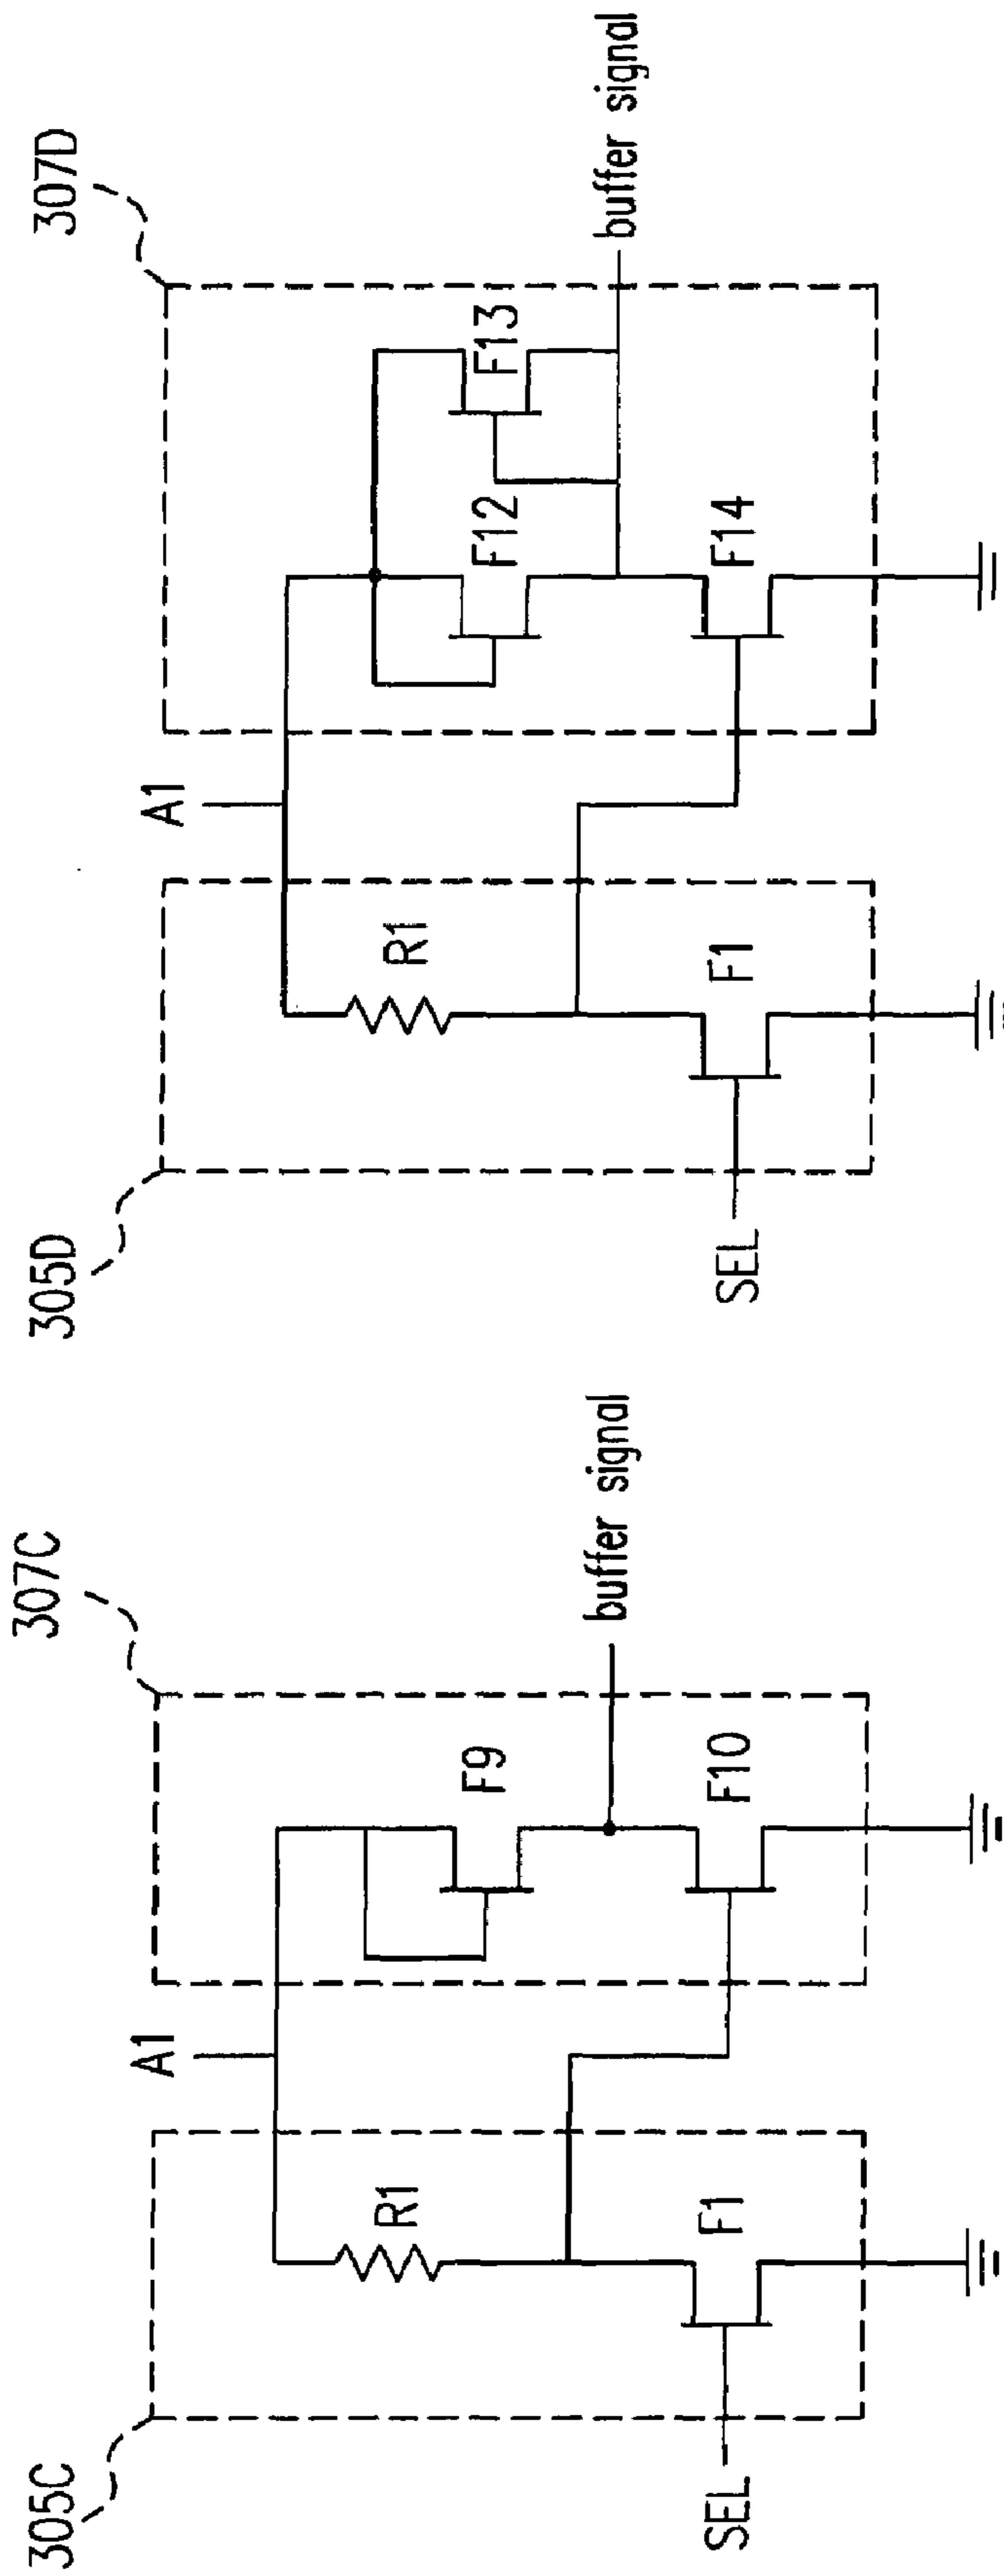 305C
307C
A1
R1
F9
F1
F10
SEL
buffer signal
305D
307D
A1
R1
F12
F13
F1
F14
SEL
buffer signal